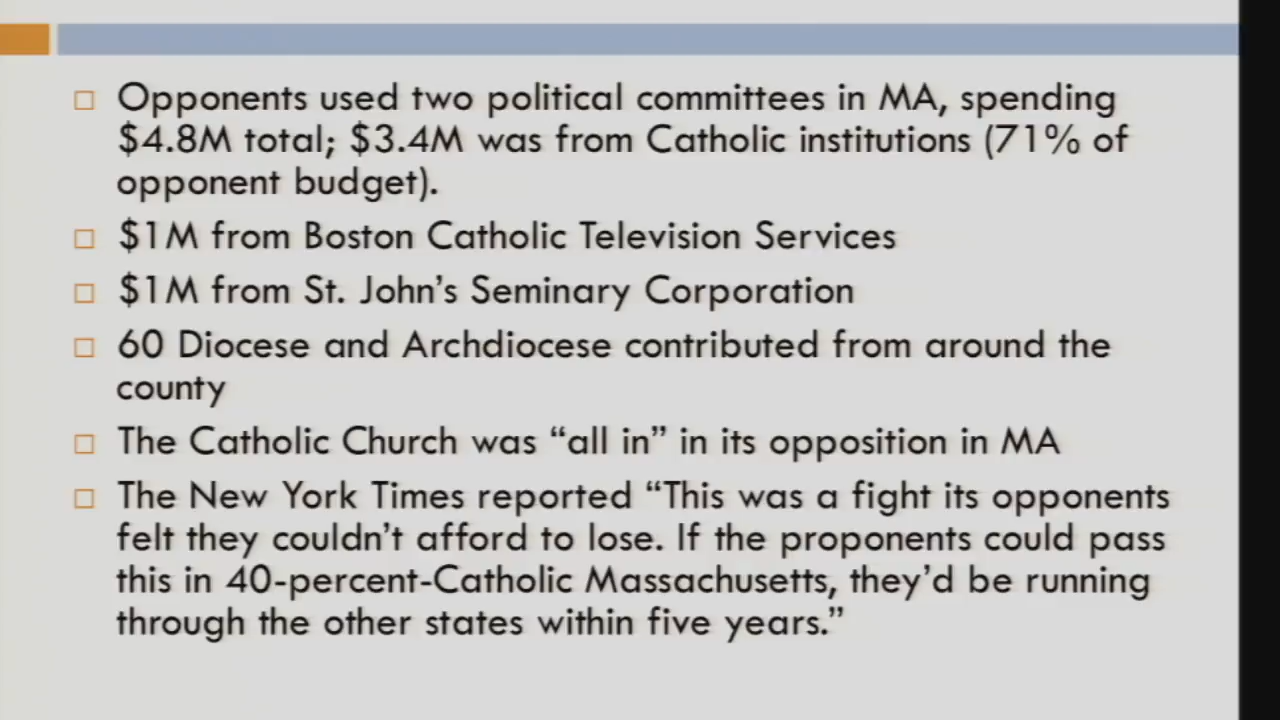 Opponents used two political committees in MA, spending
$4.8M total; $3.4M was from Catholic institutions (71% of
opponent budget).
$1M from Boston Catholic Television Services
$1M from St. John's Seminary Corporation
60 Diocese and Archdiocese contributed from around the
county
The Catholic Church was “all in” in its opposition in MA
The New York Times reported “This was a fight its opponents
felt they couldn't afford to lose. If the proponents could pass
this in 40-percent-Catholic Massachusetts, they'd be running
through the other states within five years.”